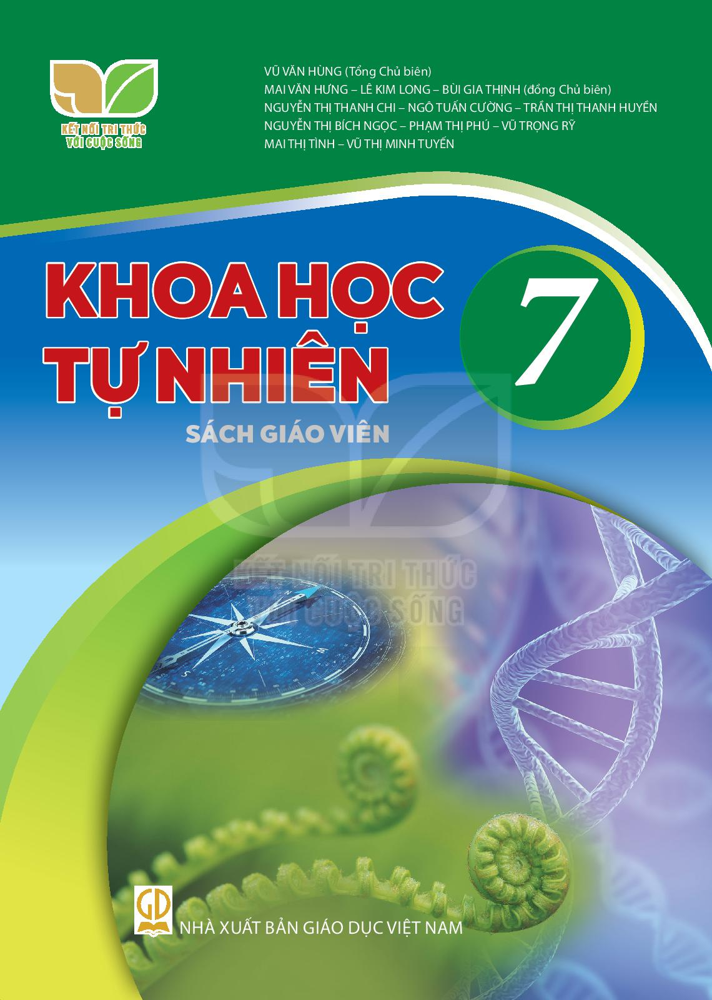 VŨ VĂN HÙNG (Tổng Chủ biên)
MAI VĂN HƯNG – LÊ KIM LONG – BÙI GIA THỊNH (đồng Chủ biên)
NGUYỄN THỊ THANH CHI – NGÔ TUẤN CƯỜNG – TRẦN THỊ THANH HUYỀN
NGUYỄN THỊ BÍCH NGỌC – PHẠM THỊ PHÚ – VŨ TRỌNG RỸ
MAI THỊ TÌNH – VŨ THỊ MINH TUYẾN
KẾT NỐI TRI THỨC
VỚI CUỘC SỐNG
KHOA HỌC
TỰ NHIÊN
7
SÁCH GIÁO VIÊN
KẾT NỐI TRI THỨC
VỚI CUỘC SỐNG
N
S
GD
NHÀ XUẤT BẢN GIÁO DỤC VIỆT NAM